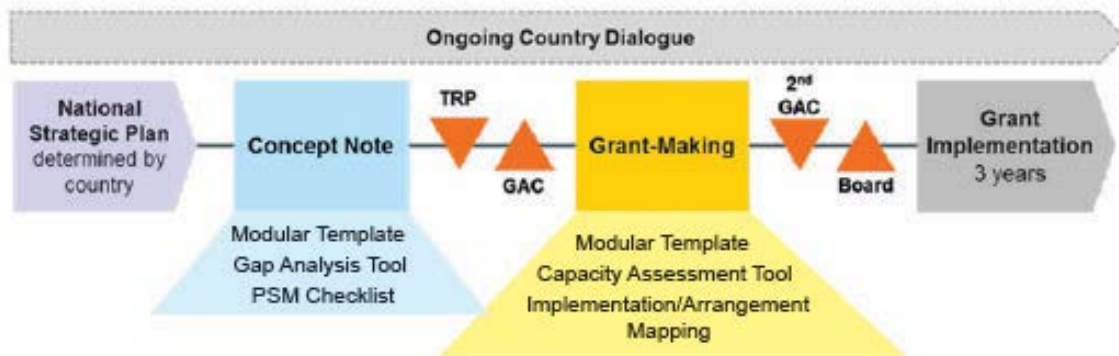 Ongoing Country Dialogue
National
Strategic Plan
determined by
country
Concept Note
TRP
GAC
Grant-Making
2nd
GAC
Board
Grant
Implementation
3 years
Modular Template
Gap Analysis Tool
PSM Checklist
Modular Template
Capacity Assessment Tool
Implementation/Arrangement
Mapping